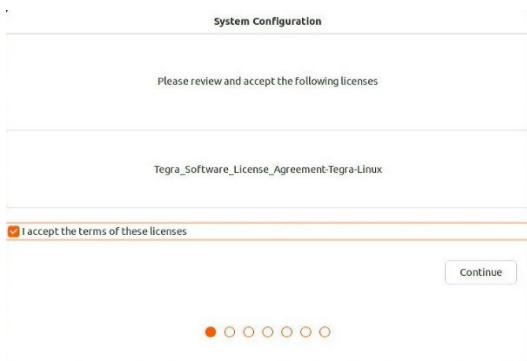 System Configuration
Please review and accept the following licenses
Tegra_Software_License_Agreement-Tegra-Linux
I accept the terms of these licenses
Continue